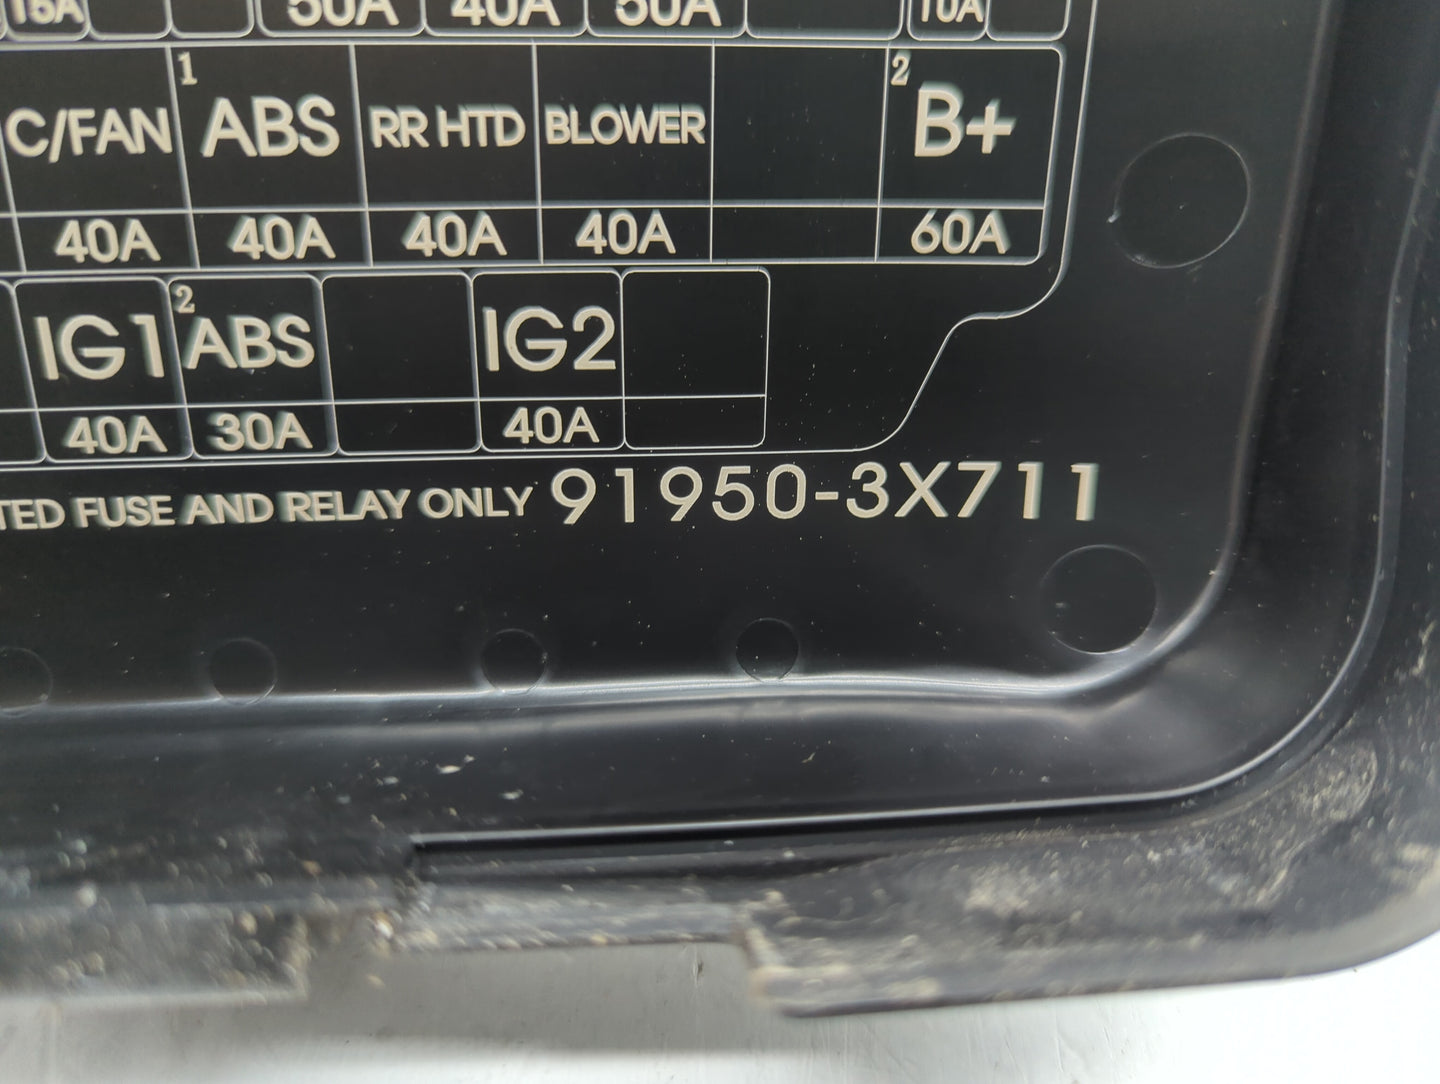 15A 50A 40A 50A 10A
1 2
C/FAN ABS RR HTD BLOWER B+
40A 40A 40A 40A 60A
2
IG1 ABS IG2
40A 30A 40A
TED FUSE AND RELAY ONLY 91950-3X711